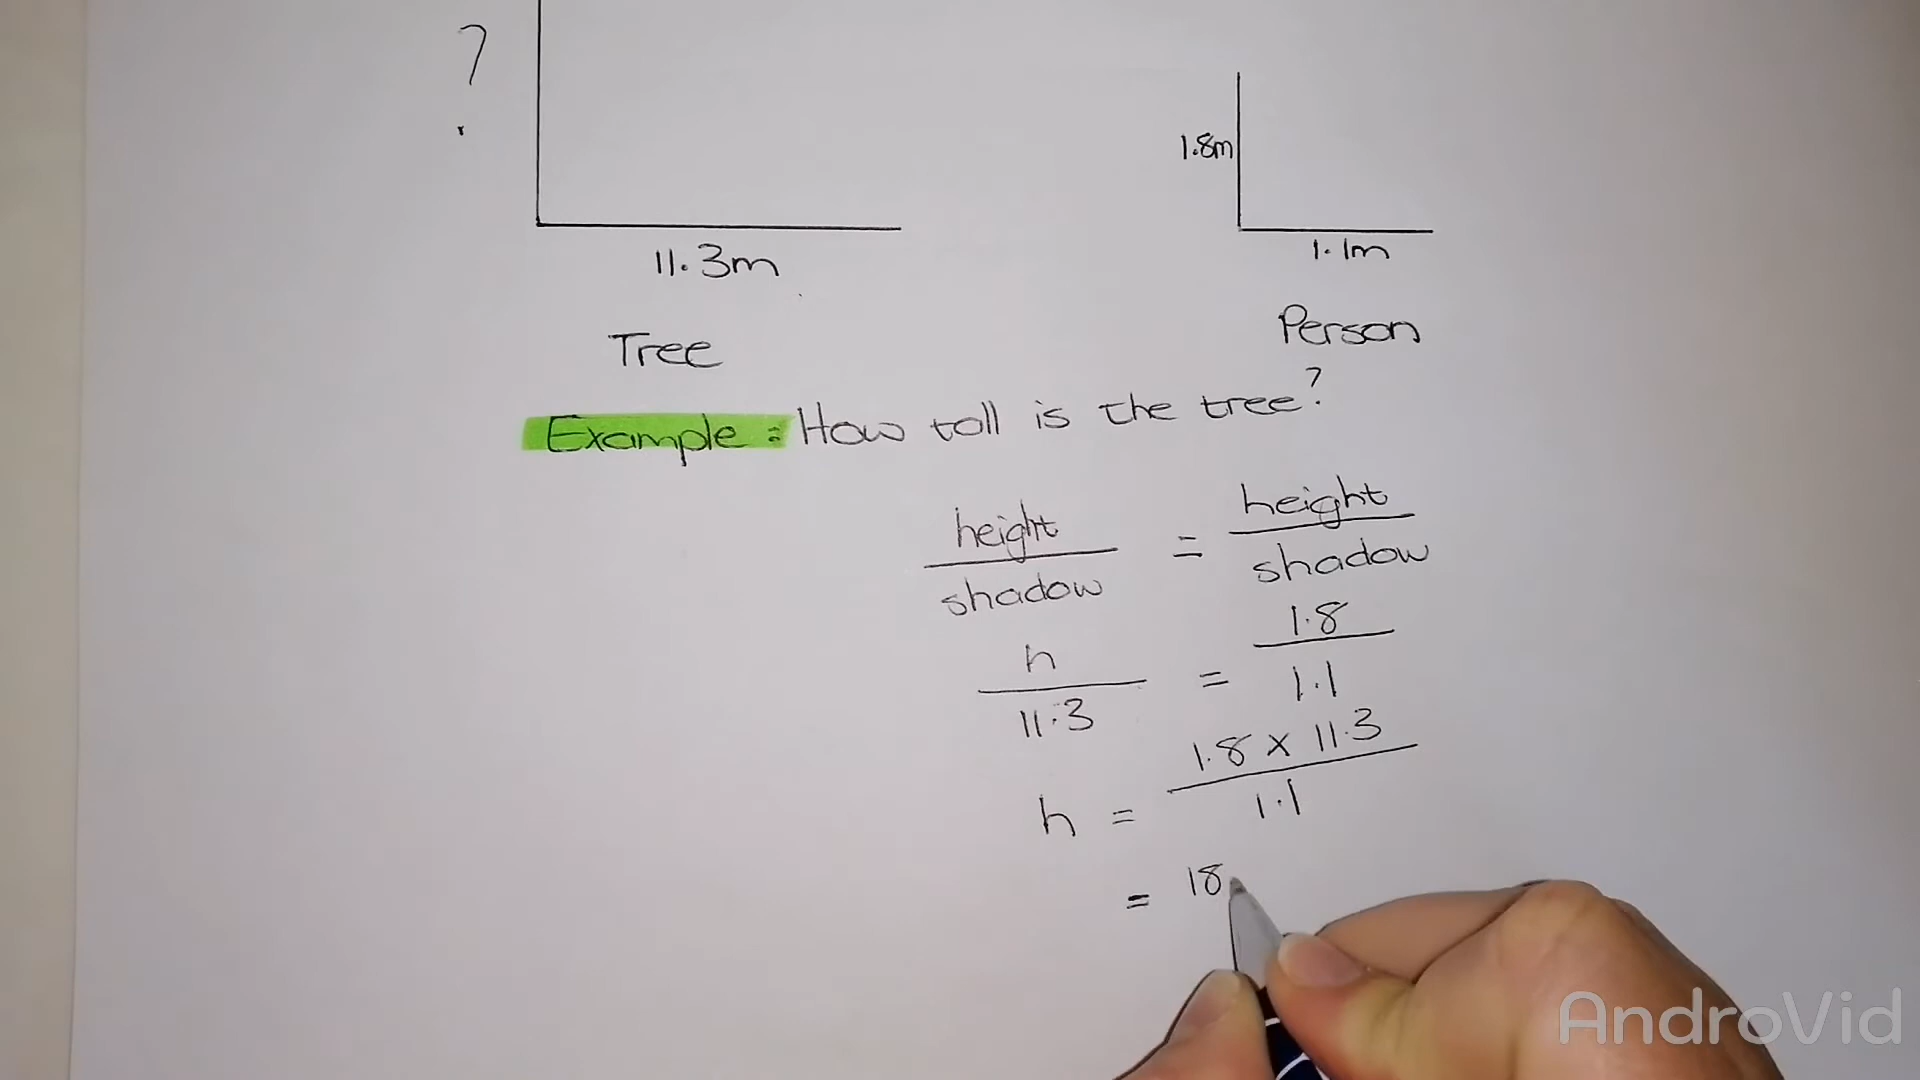 ?
1.8m
11.3m
1.1m
Tree
Person
Example: How tall is the tree?
height/shadow = height/shadow
h/11.3 = 1.8/1.1
h = 1.8 x 11.3/1.1
= 18
AndroVid